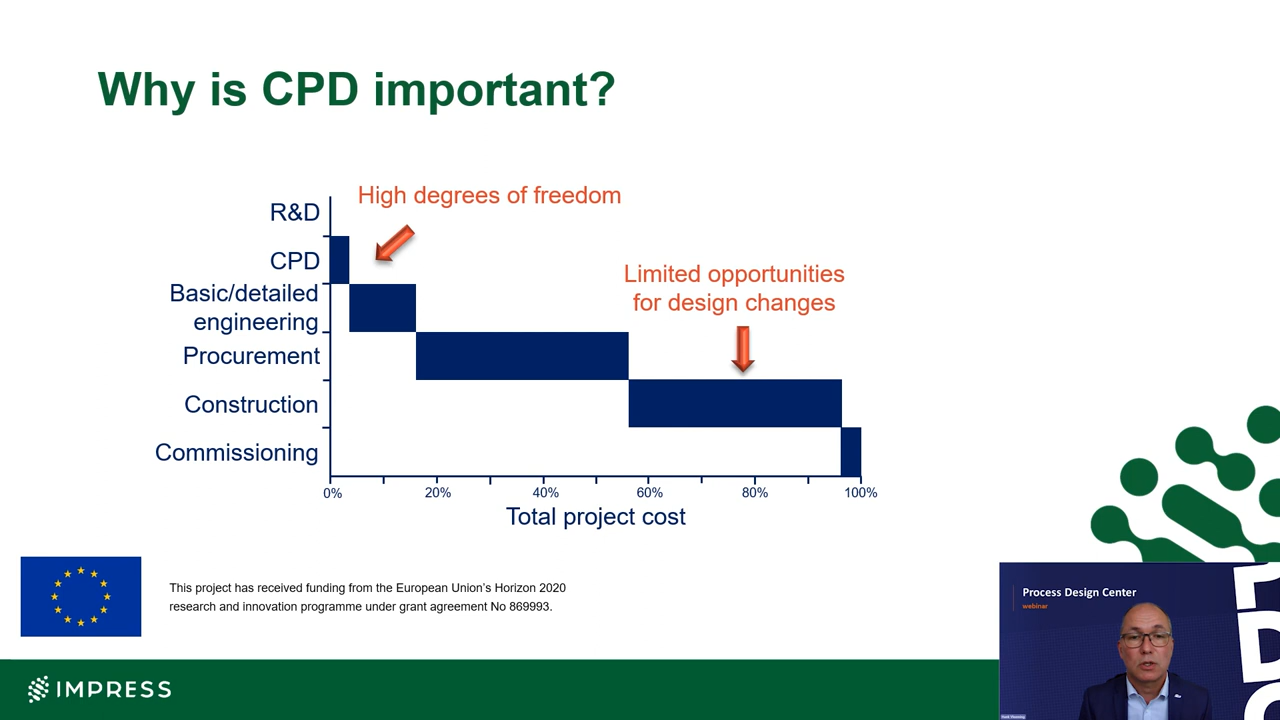 Why is CPD important?
High degrees of freedom
R&D
CPD
Limited opportunities
for design changes
Basic/detailed
engineering
Procurement
Construction
Commissioning
0%
20%
40%
60%
80%
100%
Total project cost
This project has received funding from the European Union's Horizon 2020
research and innovation programme under grant agreement No 869993.
Process Design Center
webinar
PDC
IMPRESS